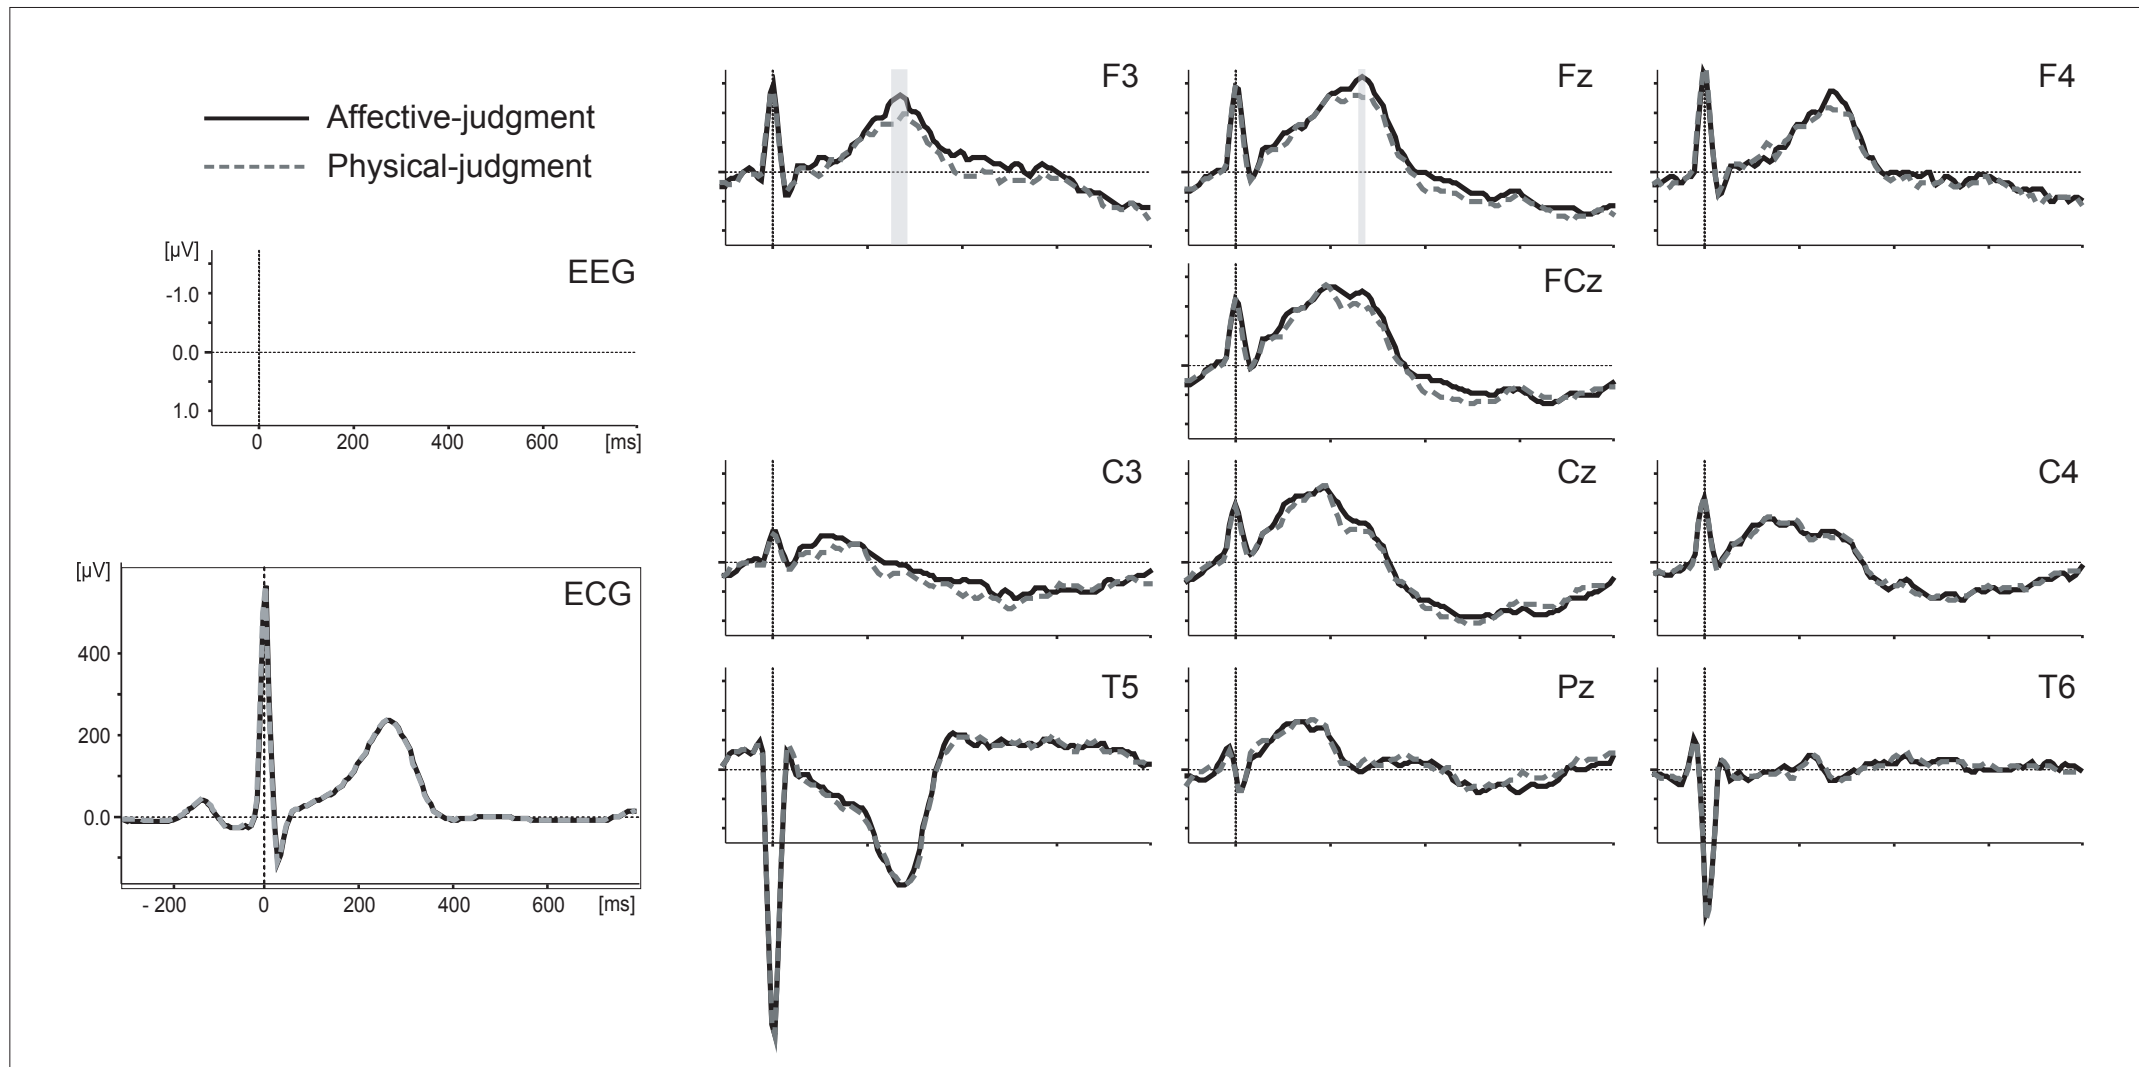 Affective-judgment
Physical-judgment
[µV]
EEG
-1.0
0.0
1.0
0 200 400 600 [ms]
[µV]
ECG
400
200
0.0
- 200 0 200 400 600 [ms]
F3 Fz F4
FCz
C3 Cz C4
T5 Pz T6